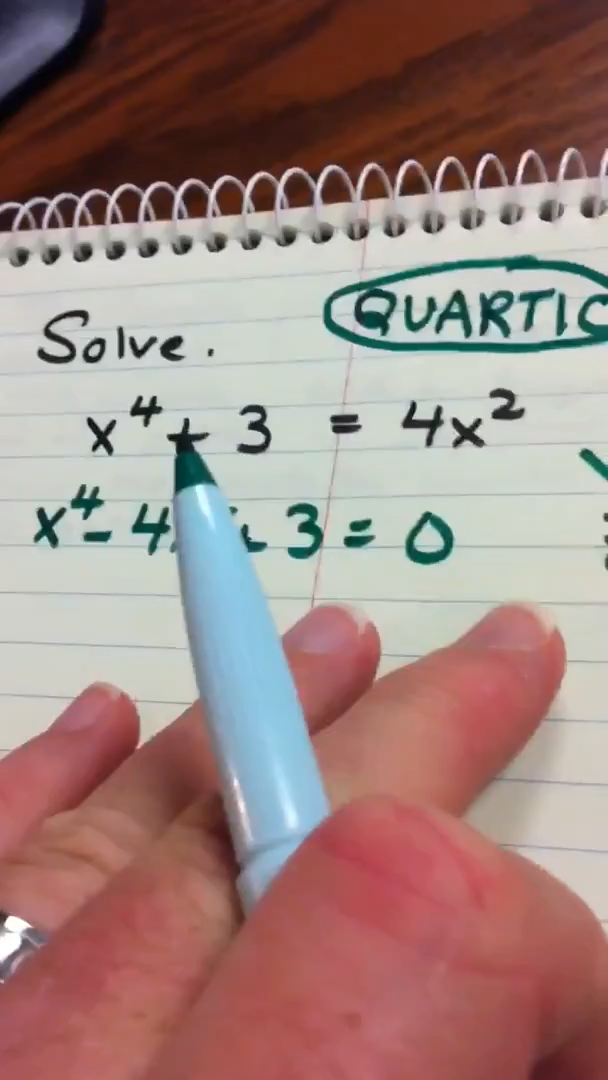 Solve. QUARTIC
x⁴ + 3 = 4x²
x⁴ - 4 3 = 0